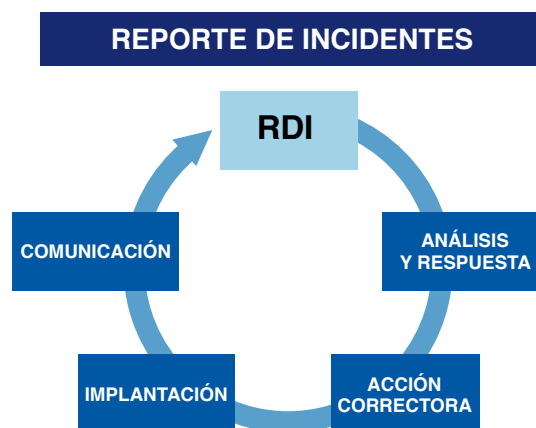 REPORTE DE INCIDENTES
RDI
ANÁLISIS
Y RESPUESTA
ACCIÓN
CORRECTORA
IMPLANTACIÓN
COMUNICACIÓN